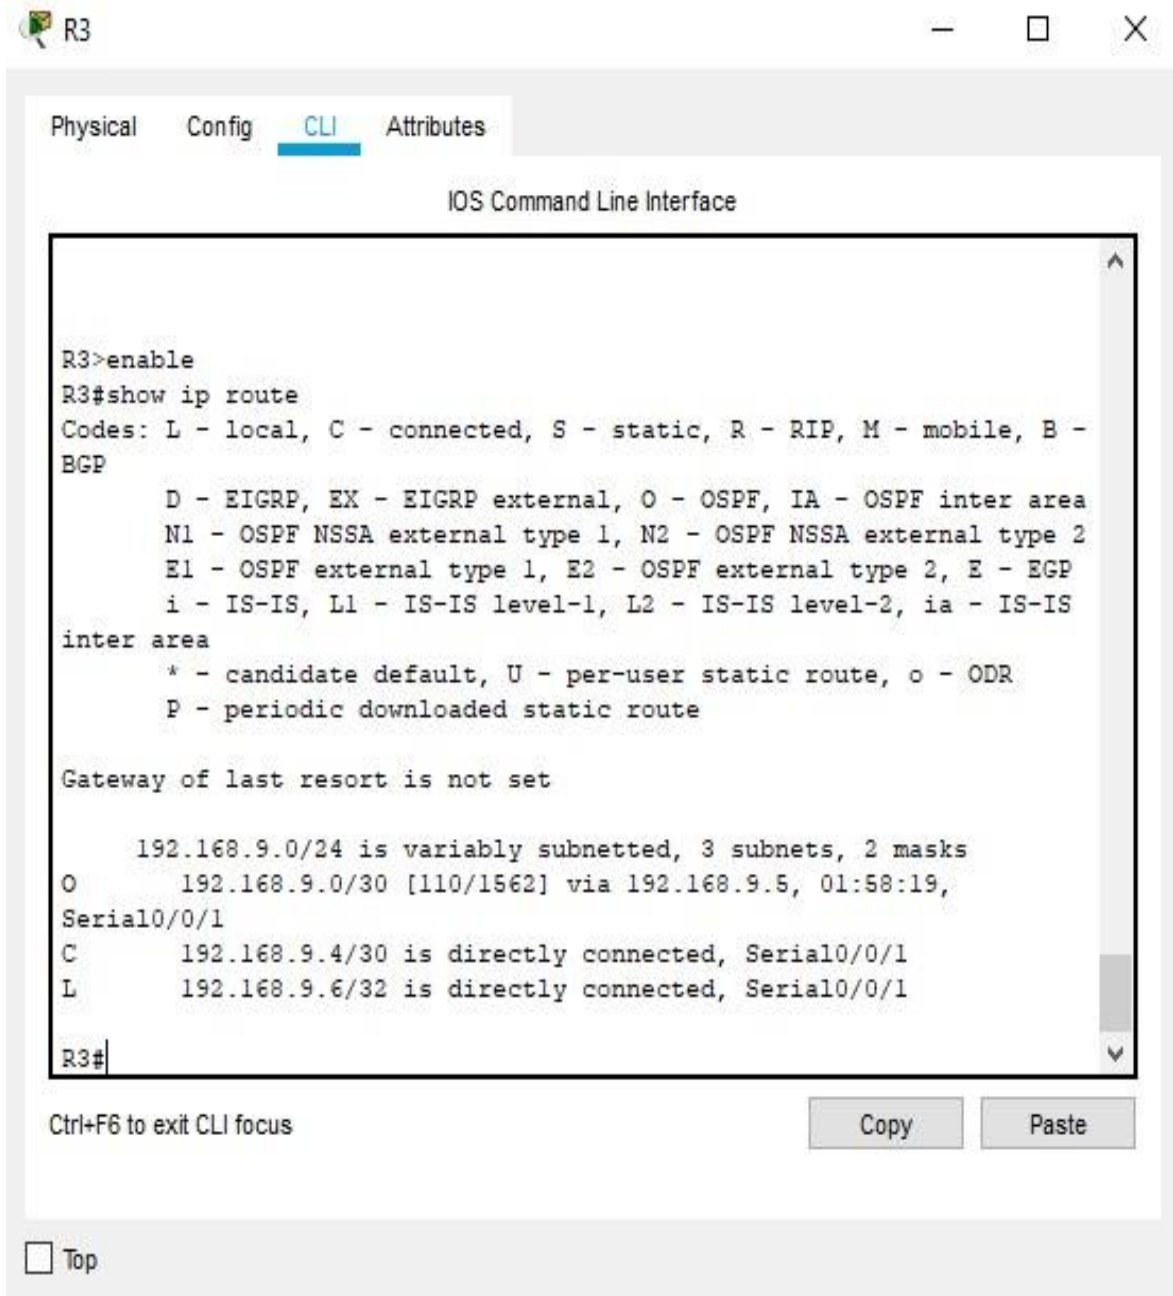 R3
Physical Config CLI Attributes
IOS Command Line Interface
R3>enable
R3#show ip route
Codes: L - local, C - connected, S - static, R - RIP, M - mobile, B -
BGP
D - EIGRP, EX - EIGRP external, O - OSPF, IA - OSPF inter area
N1 - OSPF NSSA external type 1, N2 - OSPF NSSA external type 2
E1 - OSPF external type 1, E2 - OSPF external type 2, E - EGP
i - IS-IS, L1 - IS-IS level-1, L2 - IS-IS level-2, ia - IS-IS
inter area
* - candidate default, U - per-user static route, o - ODR
P - periodic downloaded static route
Gateway of last resort is not set
192.168.9.0/24 is variably subnetted, 3 subnets, 2 masks
O 192.168.9.0/30 [110/1562] via 192.168.9.5, 01:58:19,
Serial0/0/1
C 192.168.9.4/30 is directly connected, Serial0/0/1
L 192.168.9.6/32 is directly connected, Serial0/0/1
R3#
Ctrl+F6 to exit CLI focus
Copy Paste
Top